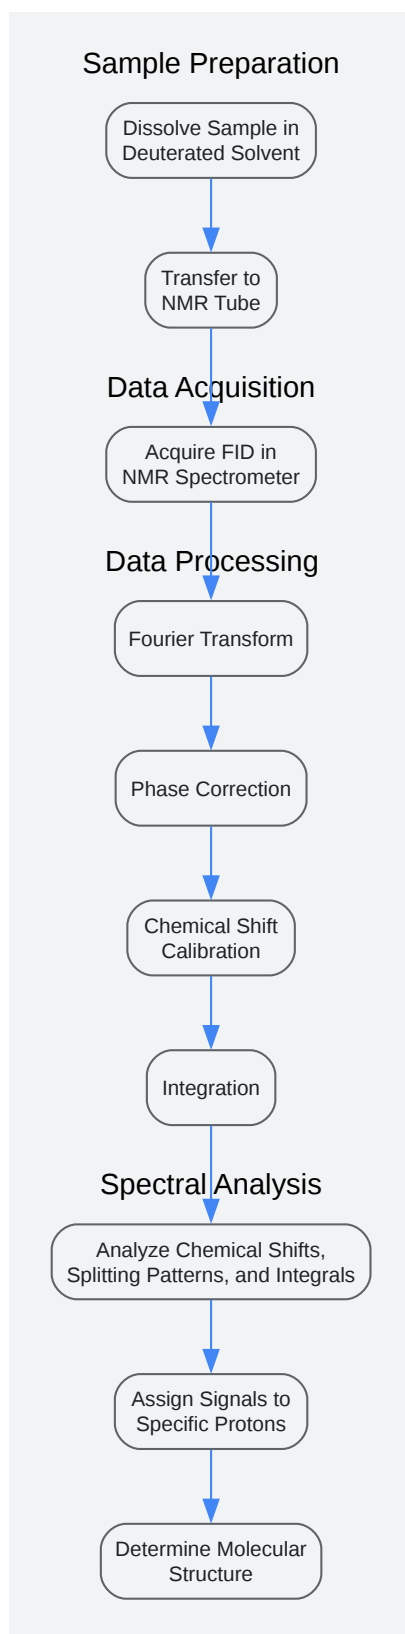 Sample Preparation
Dissolve Sample in
Deuterated Solvent
Transfer to
NMR Tube
Data Acquisition
Acquire FID in
NMR Spectrometer
Data Processing
Fourier Transform
Phase Correction
Chemical Shift
Calibration
Integration
Spectral Analysis
Analyze Chemical Shifts,
Splitting Patterns, and Integrals
Assign Signals to
Specific Protons
Determine Molecular
Structure